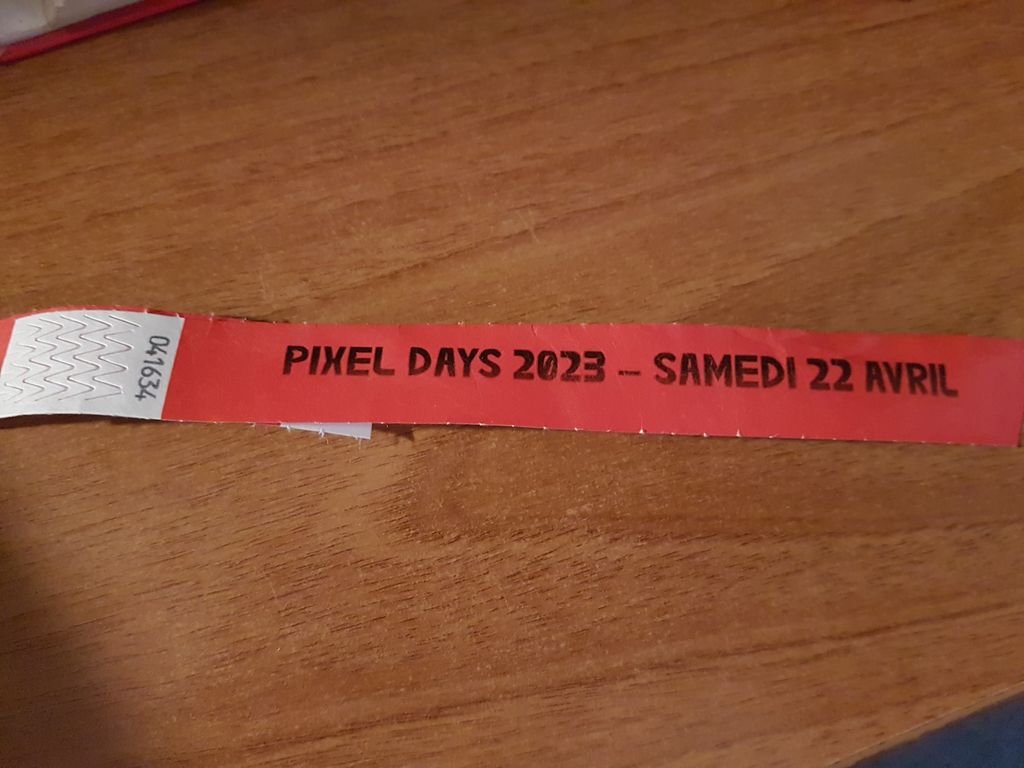 041634
PIXEL DAYS 2023 - SAMEDI 22 AVRIL